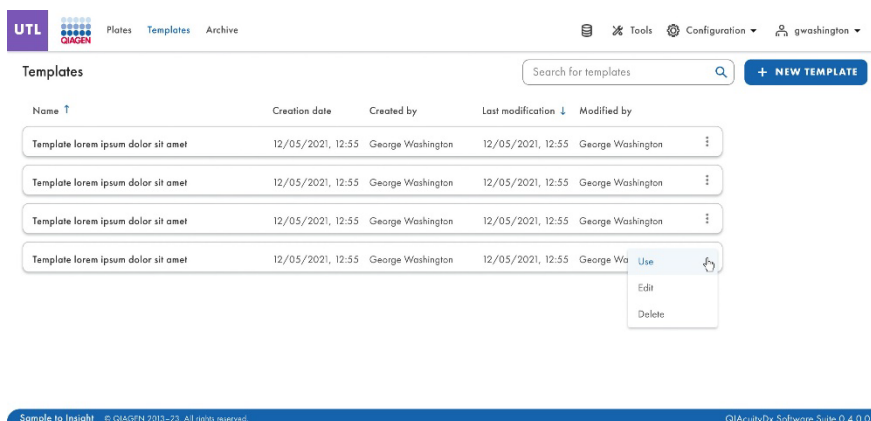 UTL QIAGEN Plates Templates Archive Tools Configuration gwashington
Templates Search for templates + NEW TEMPLATE
Name ↑ Creation date Created by Last modification ↓ Modified by
Template lorem ipsum dolor sit amet 12/05/2021, 12:55 George Washington 12/05/2021, 12:55 George Washington
Template lorem ipsum dolor sit amet 12/05/2021, 12:55 George Washington 12/05/2021, 12:55 George Washington
Template lorem ipsum dolor sit amet 12/05/2021, 12:55 George Washington 12/05/2021, 12:55 George Washington
Template lorem ipsum dolor sit amet 12/05/2021, 12:55 George Washington 12/05/2021, 12:55 George Wa
Use
Edit
Delete
Sample to Insight © QIAGEN 2013–23. All rights reserved. QIAcuityDx Software Suite 0.4.0.0